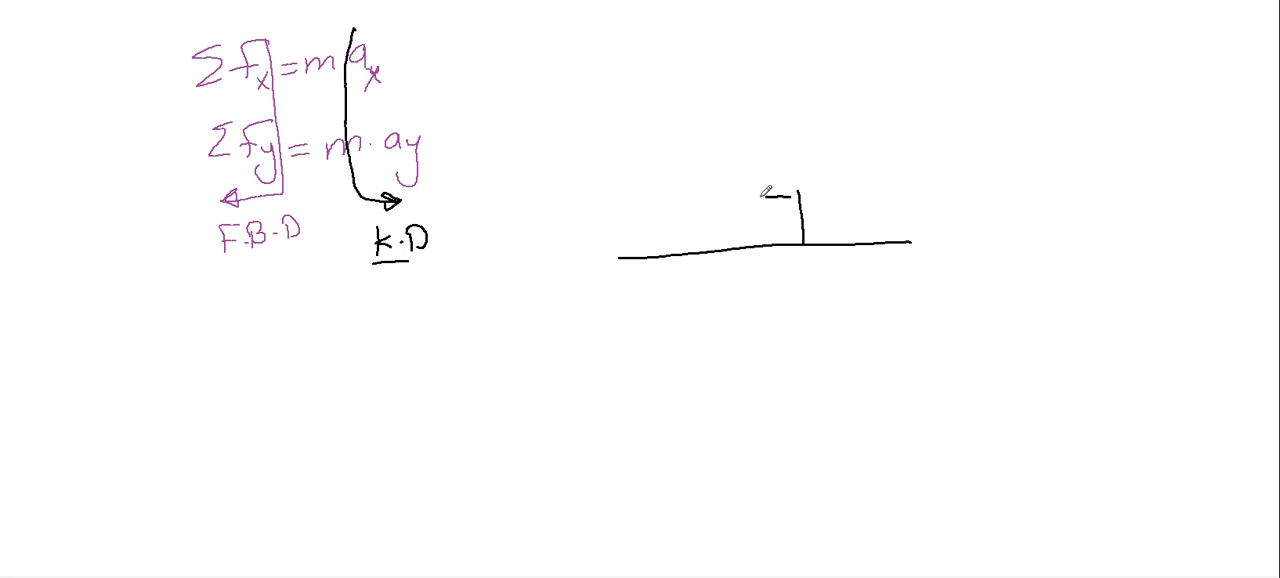 Σfx = m ax
Σfy = m. ay
F.B.D
K.D